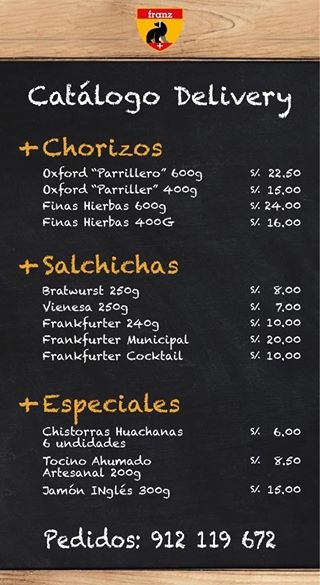 franz
Catálogo Delivery
+Chorizos
Oxford "Parrillero" 600g S/. 22.50
Oxford "Parriller" 400g S/. 15.00
Finas Hierbas 600g S/. 24.00
Finas Hierbas 400G S/. 16.00
+Salchichas
Bratwurst 250g S/. 8.00
Vienesa 250g S/. 7.00
Frankfurter 240g S/. 10.00
Frankfurter Municipal S/. 20.00
Frankfurter Cocktail S/. 10.00
+Especiales
Chistorras Huachanas S/. 6.00
6 undidades
Tocino Ahumado S/. 8.50
Artesanal 200g
Jamón INglés 300g S/. 15.00
Pedidos: 912 119 672